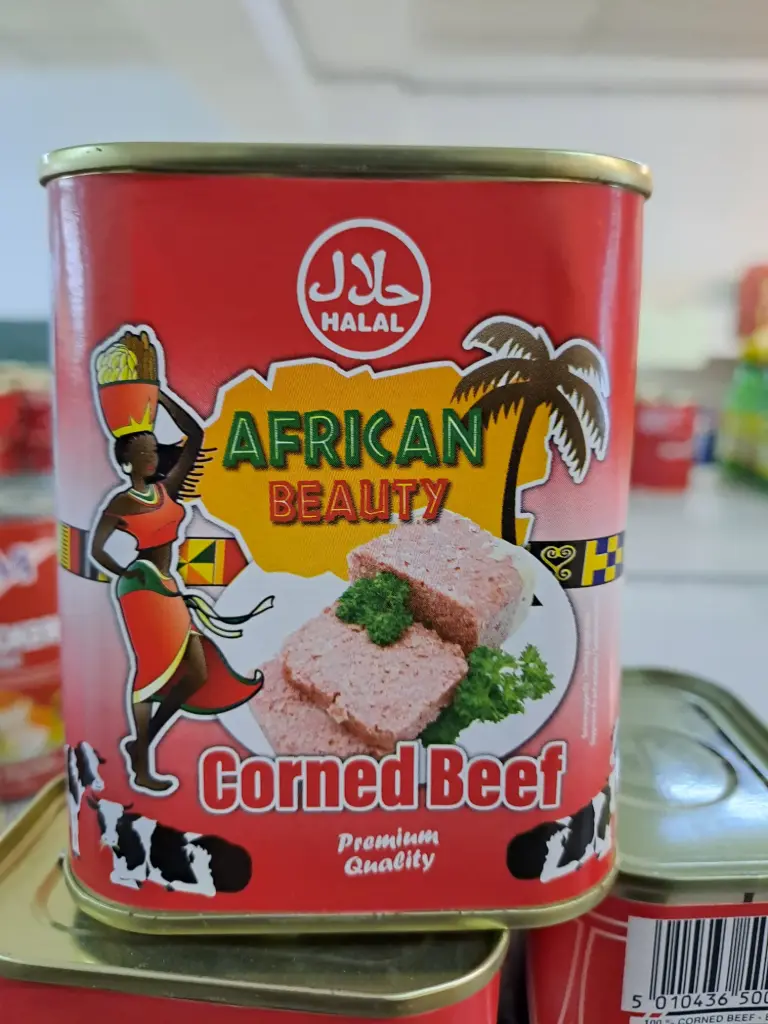 حلال
HALAL
AFRICAN
BEAUTY
Corned Beef
Premium
Quality
5 010436 500
100 % CORNED BEEF -